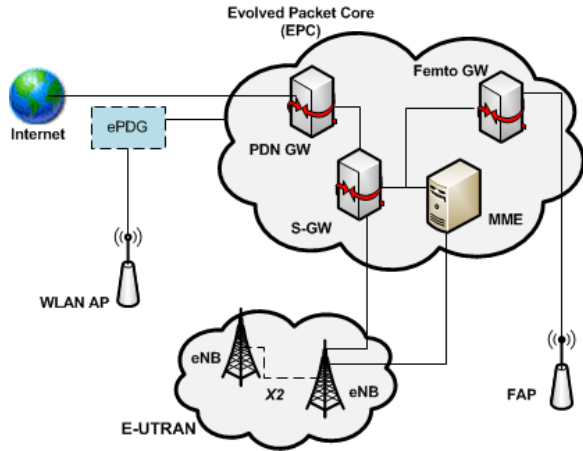 Evolved Packet Core
(EPC)
Femto GW
Internet
ePDG
PDN GW
S-GW
MME
WLAN AP
eNB
X2
eNB
FAP
E-UTRAN